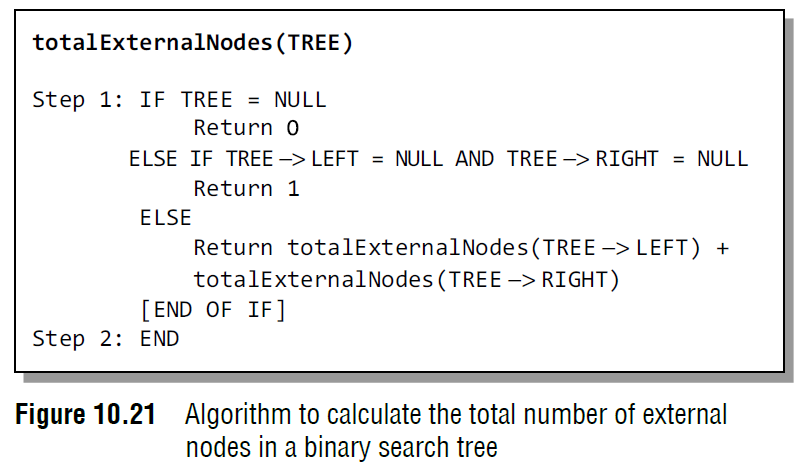 totalExternalNodes(TREE)
Step 1: IF TREE = NULL
Return 0
ELSE IF TREE —> LEFT = NULL AND TREE —> RIGHT = NULL
Return 1
ELSE
Return totalExternalNodes(TREE —> LEFT) +
totalExternalNodes(TREE —> RIGHT)
[END OF IF]
Step 2: END
Figure 10.21 Algorithm to calculate the total number of external
nodes in a binary search tree